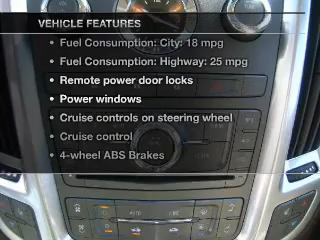 VEHICLE FEATURES
• Fuel Consumption: City: 18 mpg
• Fuel Consumption: Highway: 25 mpg
• Remote power door locks
• Power windows
• Cruise controls on steering wheel
• Cruise control
• 4-wheel ABS Brakes
AUTO